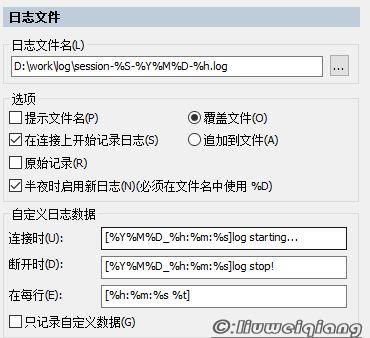 日志文件
日志文件名(L)
D:\work\log\session-%S-%Y%M%D-%h.log
...
选项
提示文件名(P)
覆盖文件(O)
在连接上开始记录日志(S)
追加到文件(A)
原始记录(R)
半夜时启用新日志(N)(必须在文件名中使用 %D)
自定义日志数据
连接时(U):
[%Y%M%D_%h:%m:%s]log starting...
断开时(D):
[%Y%M%D_%h:%m:%s]log stop!
在每行(E):
[%h:%m:%s %t]
只记录自定义数据(G)
©:liuweiqiang